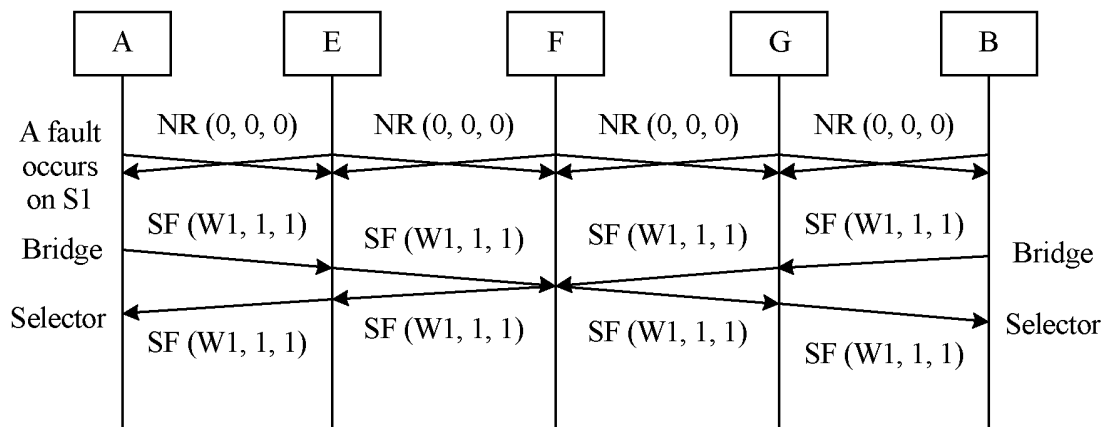 A
E
F
G
B
NR (0, 0, 0)
NR (0, 0, 0)
NR (0, 0, 0)
NR (0, 0, 0)
A fault
occurs
on S1
SF (W1, 1, 1)
SF (W1, 1, 1)
SF (W1, 1, 1)
SF (W1, 1, 1)
Bridge
Bridge
Selector
Selector
SF (W1, 1, 1)
SF (W1, 1, 1)
SF (W1, 1, 1)
SF (W1, 1, 1)